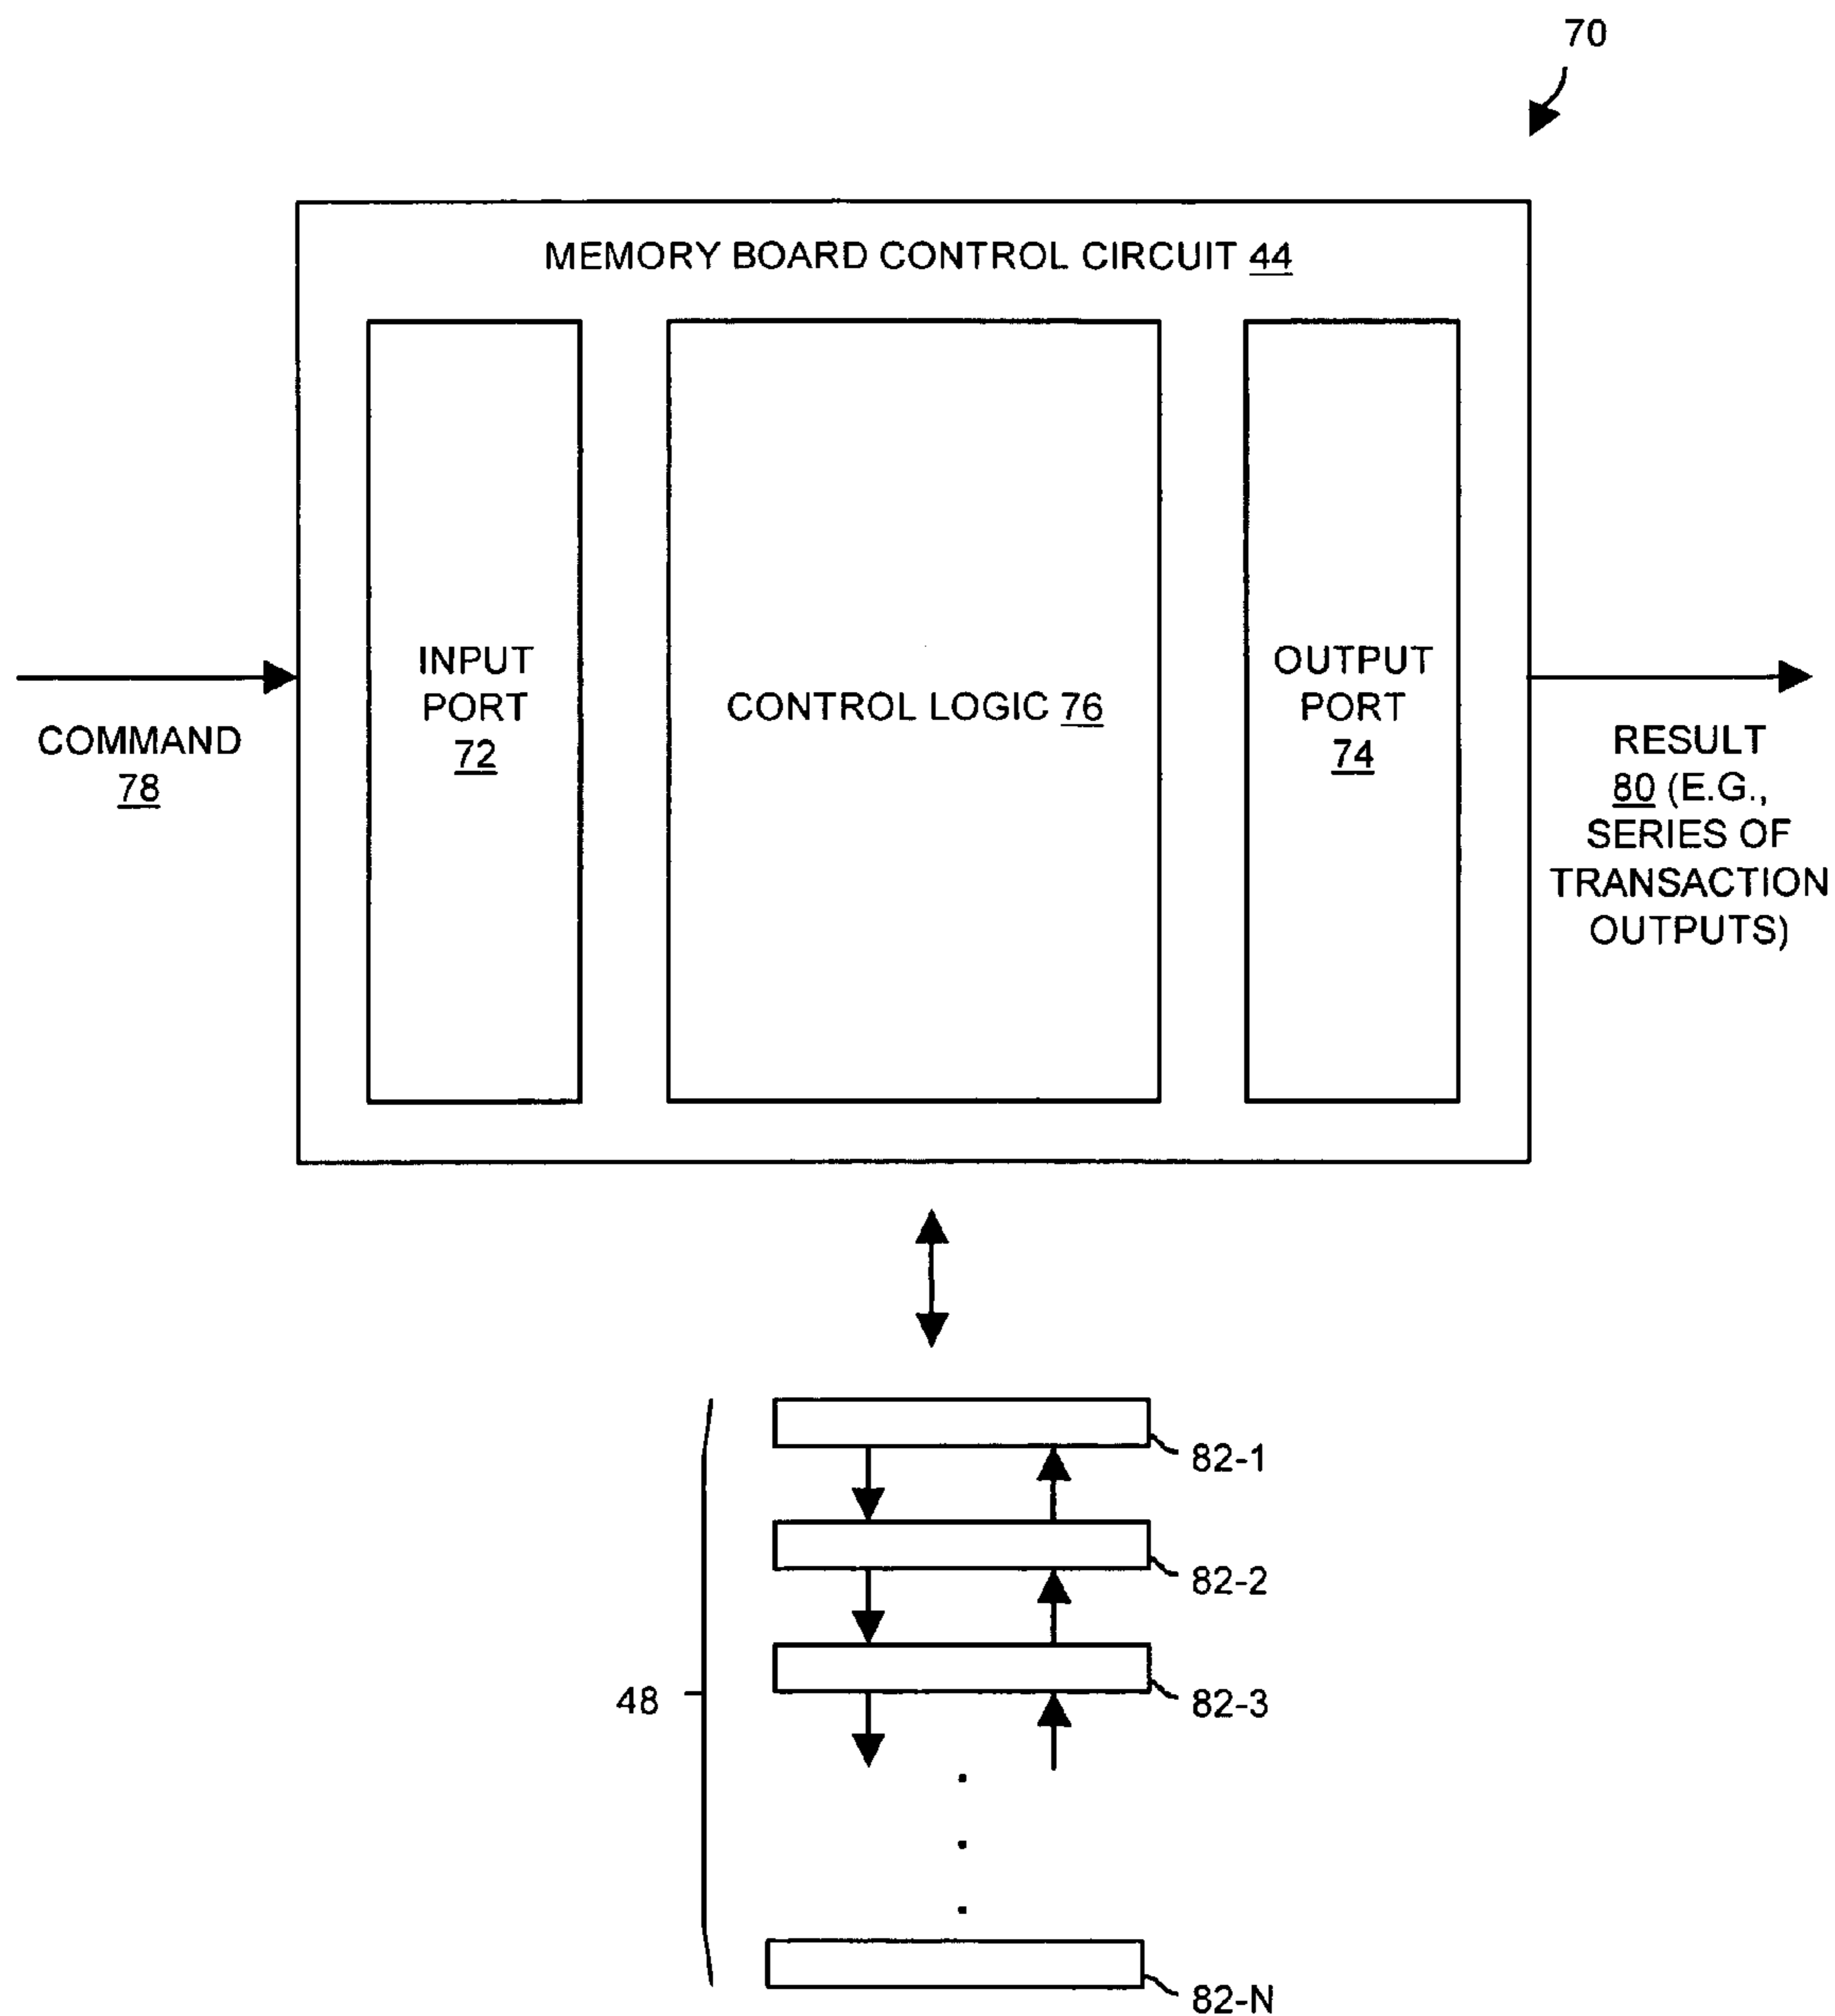 70
MEMORY BOARD CONTROL CIRCUIT 44
INPUT
PORT
72
CONTROL LOGIC 76
OUTPUT
PORT
74
COMMAND
78
RESULT
80 (E.G.,
SERIES OF
TRANSACTION
OUTPUTS)
82-1
82-2
82-3
48
82-N